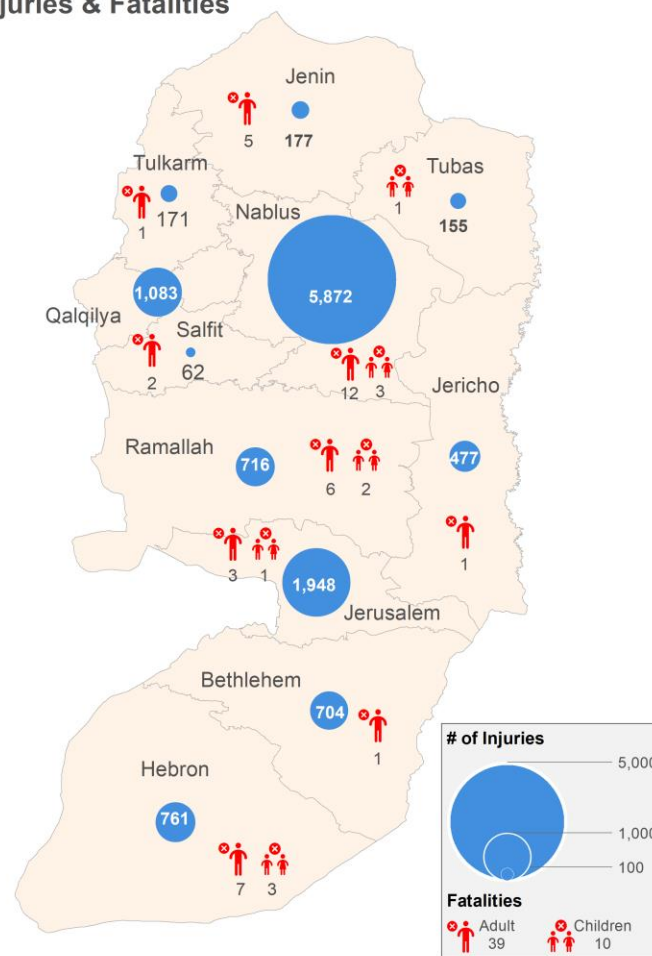 juries & Fatalities
Jenin
5
177
Tulkarm
1
171
Tubas
1
155
Nablus
5,872
12
3
1,083
Qalqilya
Salfit
2
62
Jericho
477
1
Ramallah
716
6
2
3
1
1,948
Jerusalem
Bethlehem
704
1
Hebron
761
7
3
# of Injuries
5,000
1,000
100
Fatalities
Adult
39
Children
10